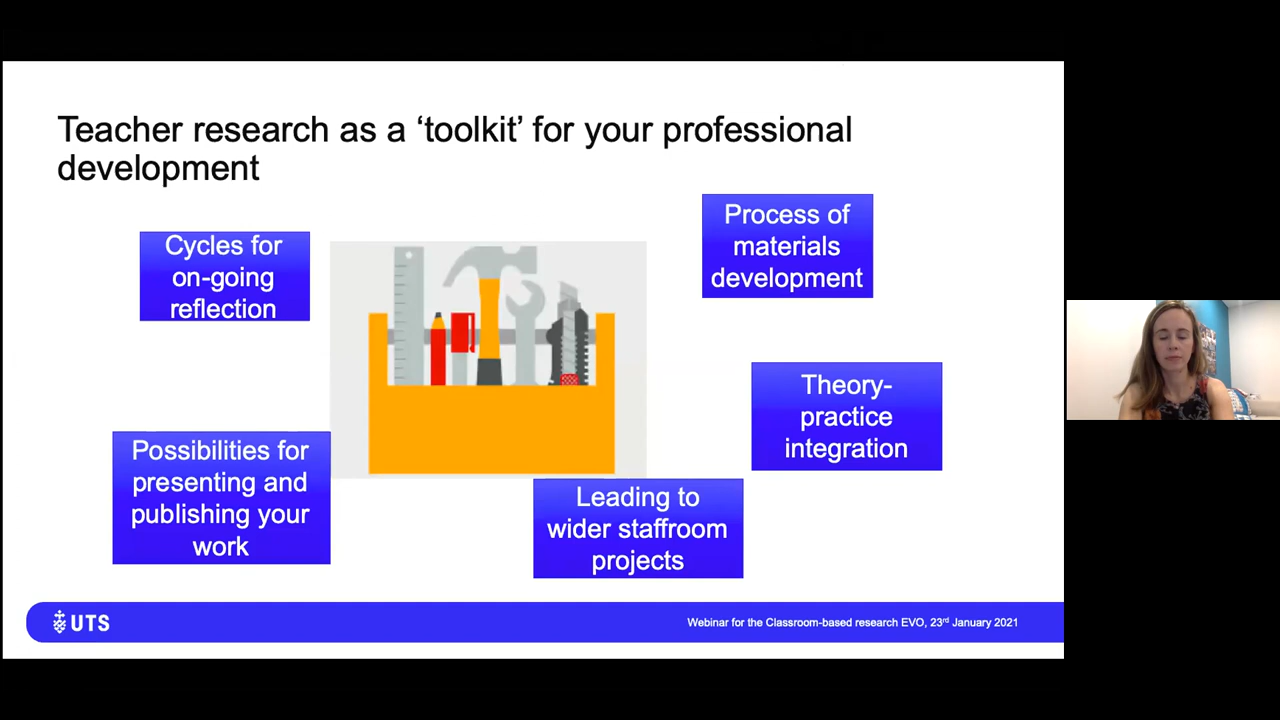 Teacher research as a ‘toolkit’ for your professional
development
Cycles for
on-going
reflection
Process of
materials
development
Theory-
practice
integration
Possibilities for
presenting and
publishing your
work
Leading to
wider staffroom
projects
UTS
Webinar for the Classroom-based research EVO, 23rd January 2021